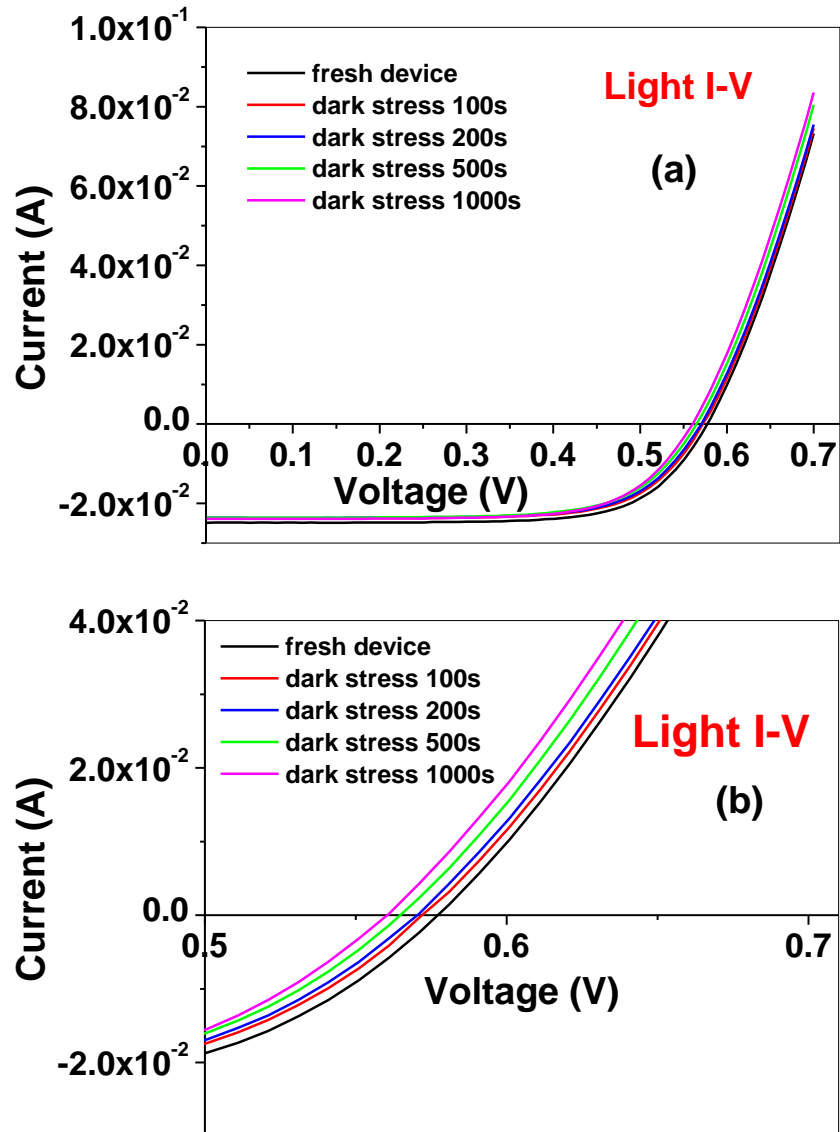 1.0x10⁻¹
8.0x10⁻²
6.0x10⁻²
4.0x10⁻²
2.0x10⁻²
0.0
-2.0x10⁻²
Current (A)
fresh device
dark stress 100s
dark stress 200s
dark stress 500s
dark stress 1000s
Light I-V
(a)
0.0 0.1 0.2 0.3 0.4 0.5 0.6 0.7
Voltage (V)
4.0x10⁻²
2.0x10⁻²
0.0
-2.0x10⁻²
Current (A)
fresh device
dark stress 100s
dark stress 200s
dark stress 500s
dark stress 1000s
Light I-V
(b)
0.5 0.6 0.7
Voltage (V)